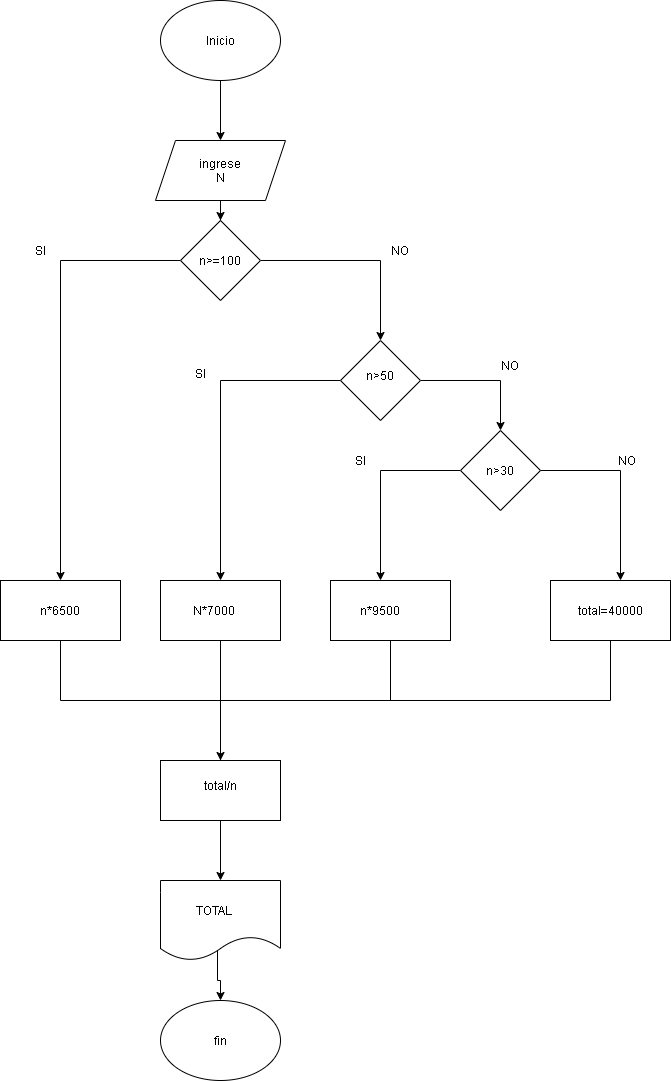 Inicio
ingrese
N
SI
n>=100
NO
SI
n>50
NO
SI
n>30
NO
n*6500
N*7000
n*9500
total=40000
total/n
TOTAL
fin